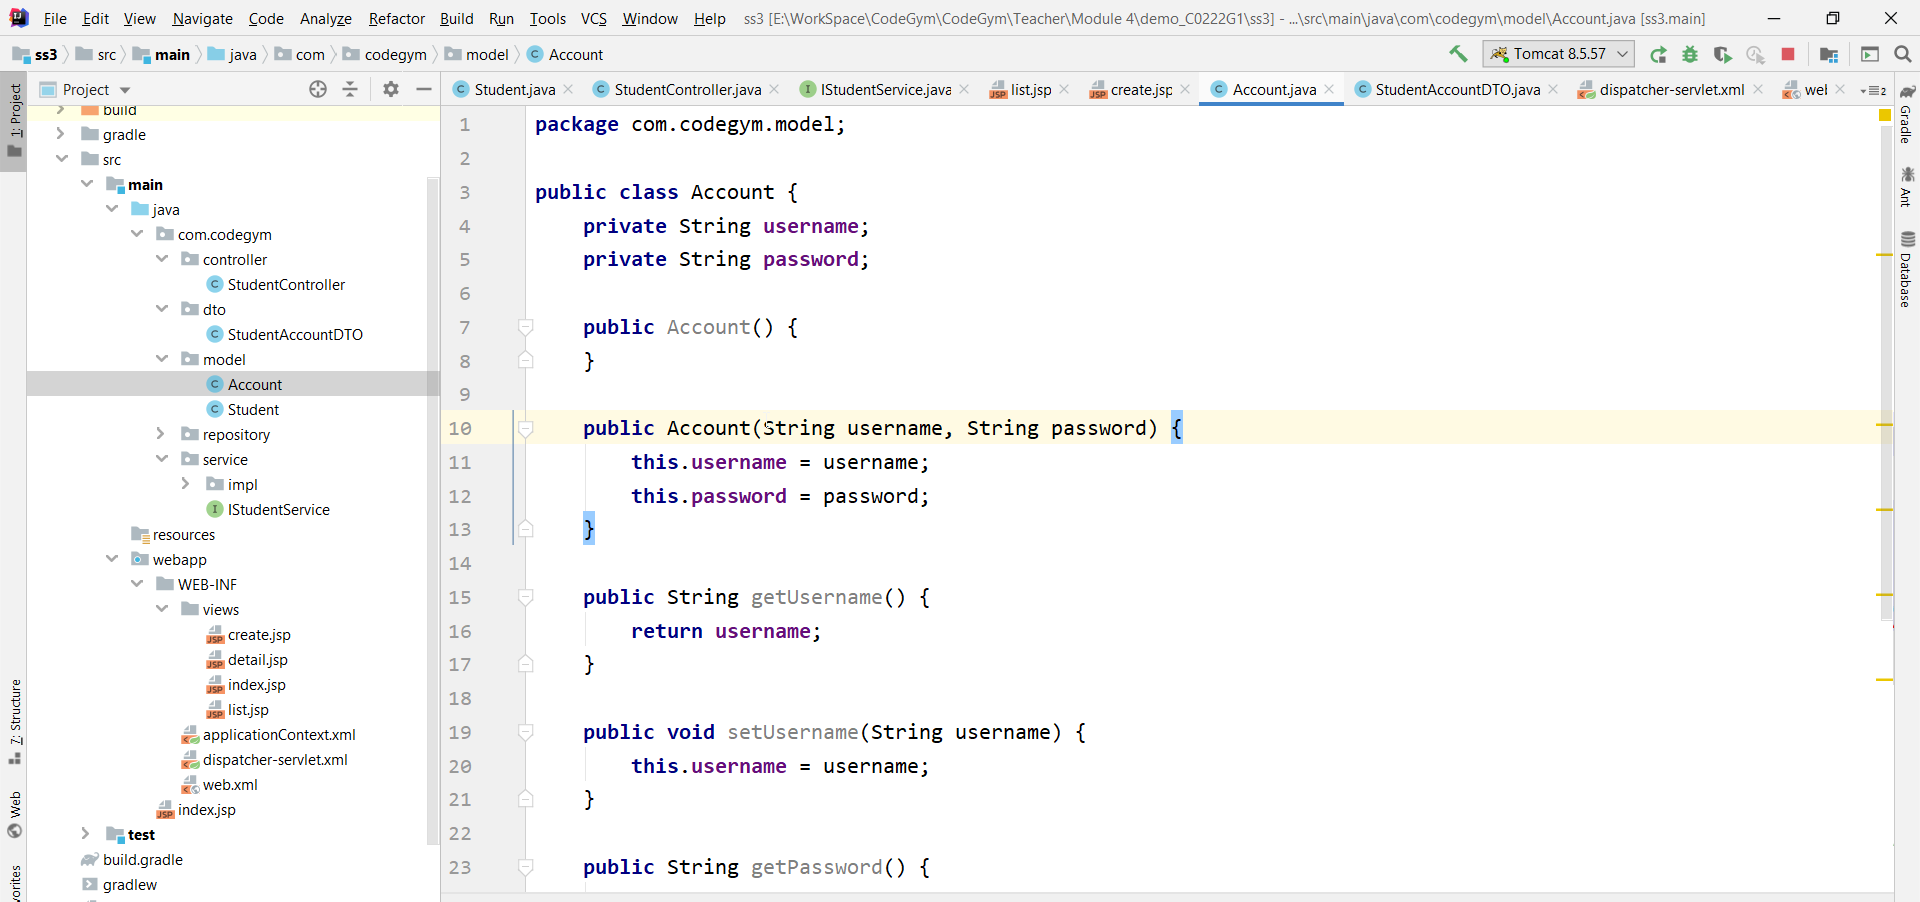 File Edit View Navigate Code Analyze Refactor Build Run Tools VCS Window Help ss3 [E:\WorkSpace\CodeGym\CodeGym\Teacher\Module 4\demo_C0222G1\ss3] - ...\src\main\java\com\codegym\model\Account.java [ss3.main]
ss3 src main java com codegym model Account Tomcat 8.5.57
Project
Student.java StudentController.java IStudentService.java list.jsp create.jsp Account.java StudentAccountDTO.java dispatcher-servlet.xml wel 2
1: Project
Z: Structure
Web
build
gradle
src
main
java
com.codegym
controller
StudentController
dto
StudentAccountDTO
model
Account
Student
repository
service
impl
IStudentService
resources
webapp
WEB-INF
views
create.jsp
detail.jsp
index.jsp
list.jsp
applicationContext.xml
dispatcher-servlet.xml
web.xml
index.jsp
test
build.gradle
gradlew
1 package com.codegym.model;
2
3 public class Account {
4 private String username;
5 private String password;
6
7 public Account() {
8 }
9
10 public Account(String username, String password) {
11 this.username = username;
12 this.password = password;
13 }
14
15 public String getUsername() {
16 return username;
17 }
18
19 public void setUsername(String username) {
20 this.username = username;
21 }
22
23 public String getPassword() {
Gradle
Ant
Database